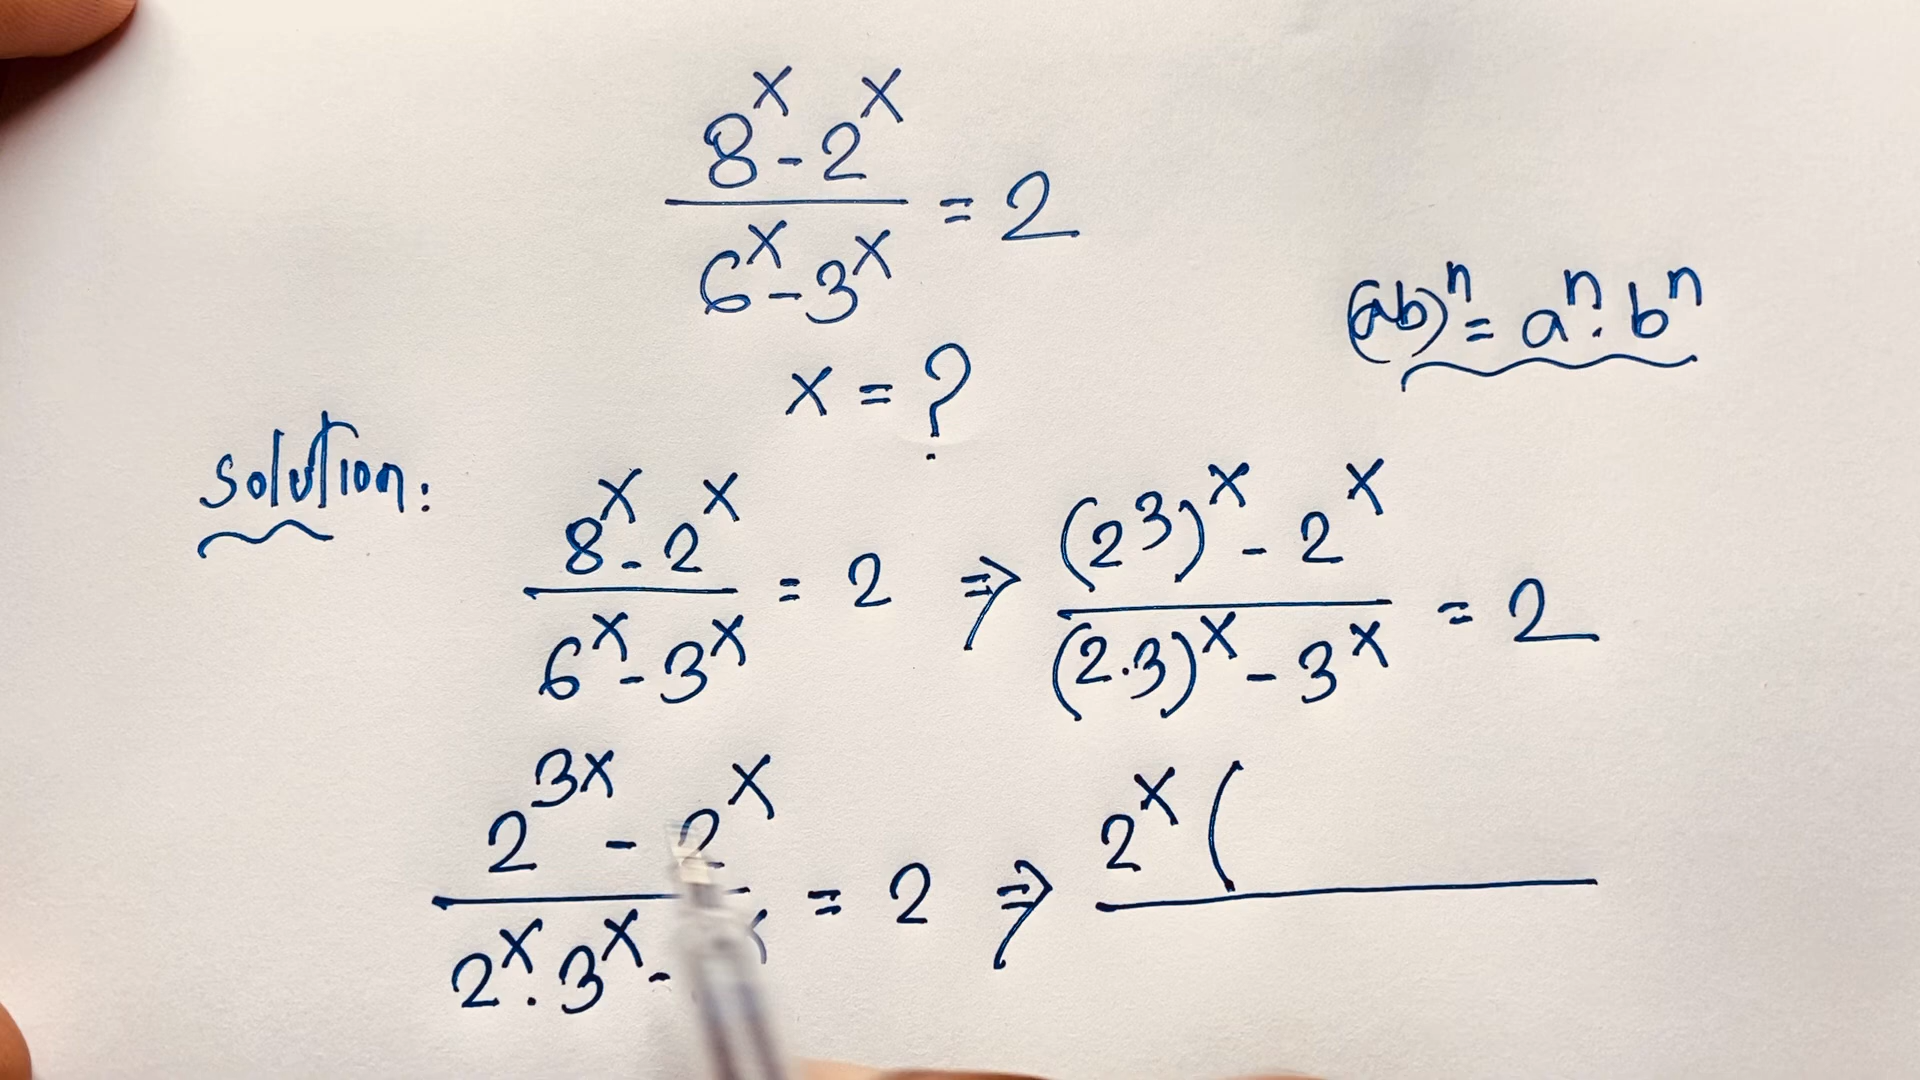 8^x - 2^x / 6^x - 3^x = 2
(ab)^n = a^n . b^n
x = ?
Solution:
8^x - 2^x / 6^x - 3^x = 2 ⇒ (2^3)^x - 2^x / (2.3)^x - 3^x = 2
2^3x - 2^x / 2^x . 3^x - = 2 ⇒ 2^x (